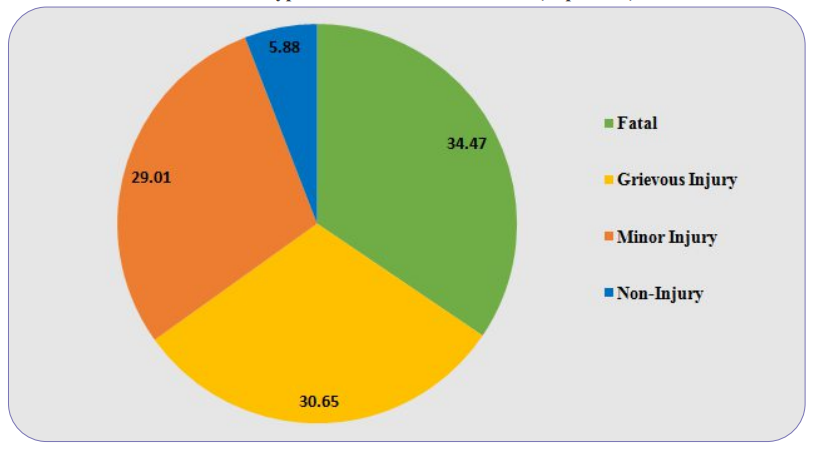 5.88
34.47
29.01
30.65
Fatal
Grievous Injury
Minor Injury
Non-Injury